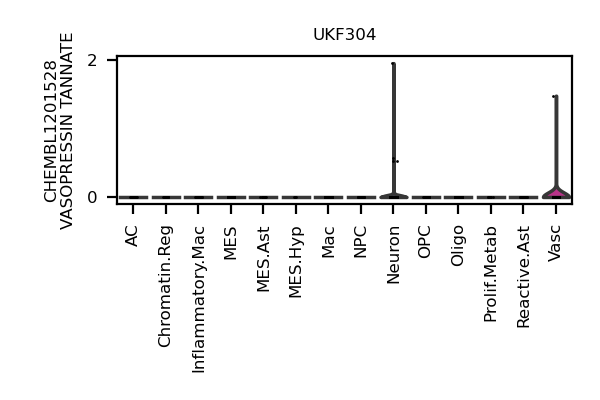 UKF304
CHEMBL1201528
VASOPRESSIN TANNATE
2
0
AC
Chromatin.Reg
Inflammatory.Mac
MES
MES.Ast
MES.Hyp
Mac
NPC
Neuron
OPC
Oligo
Prolif.Metab
Reactive.Ast
Vasc